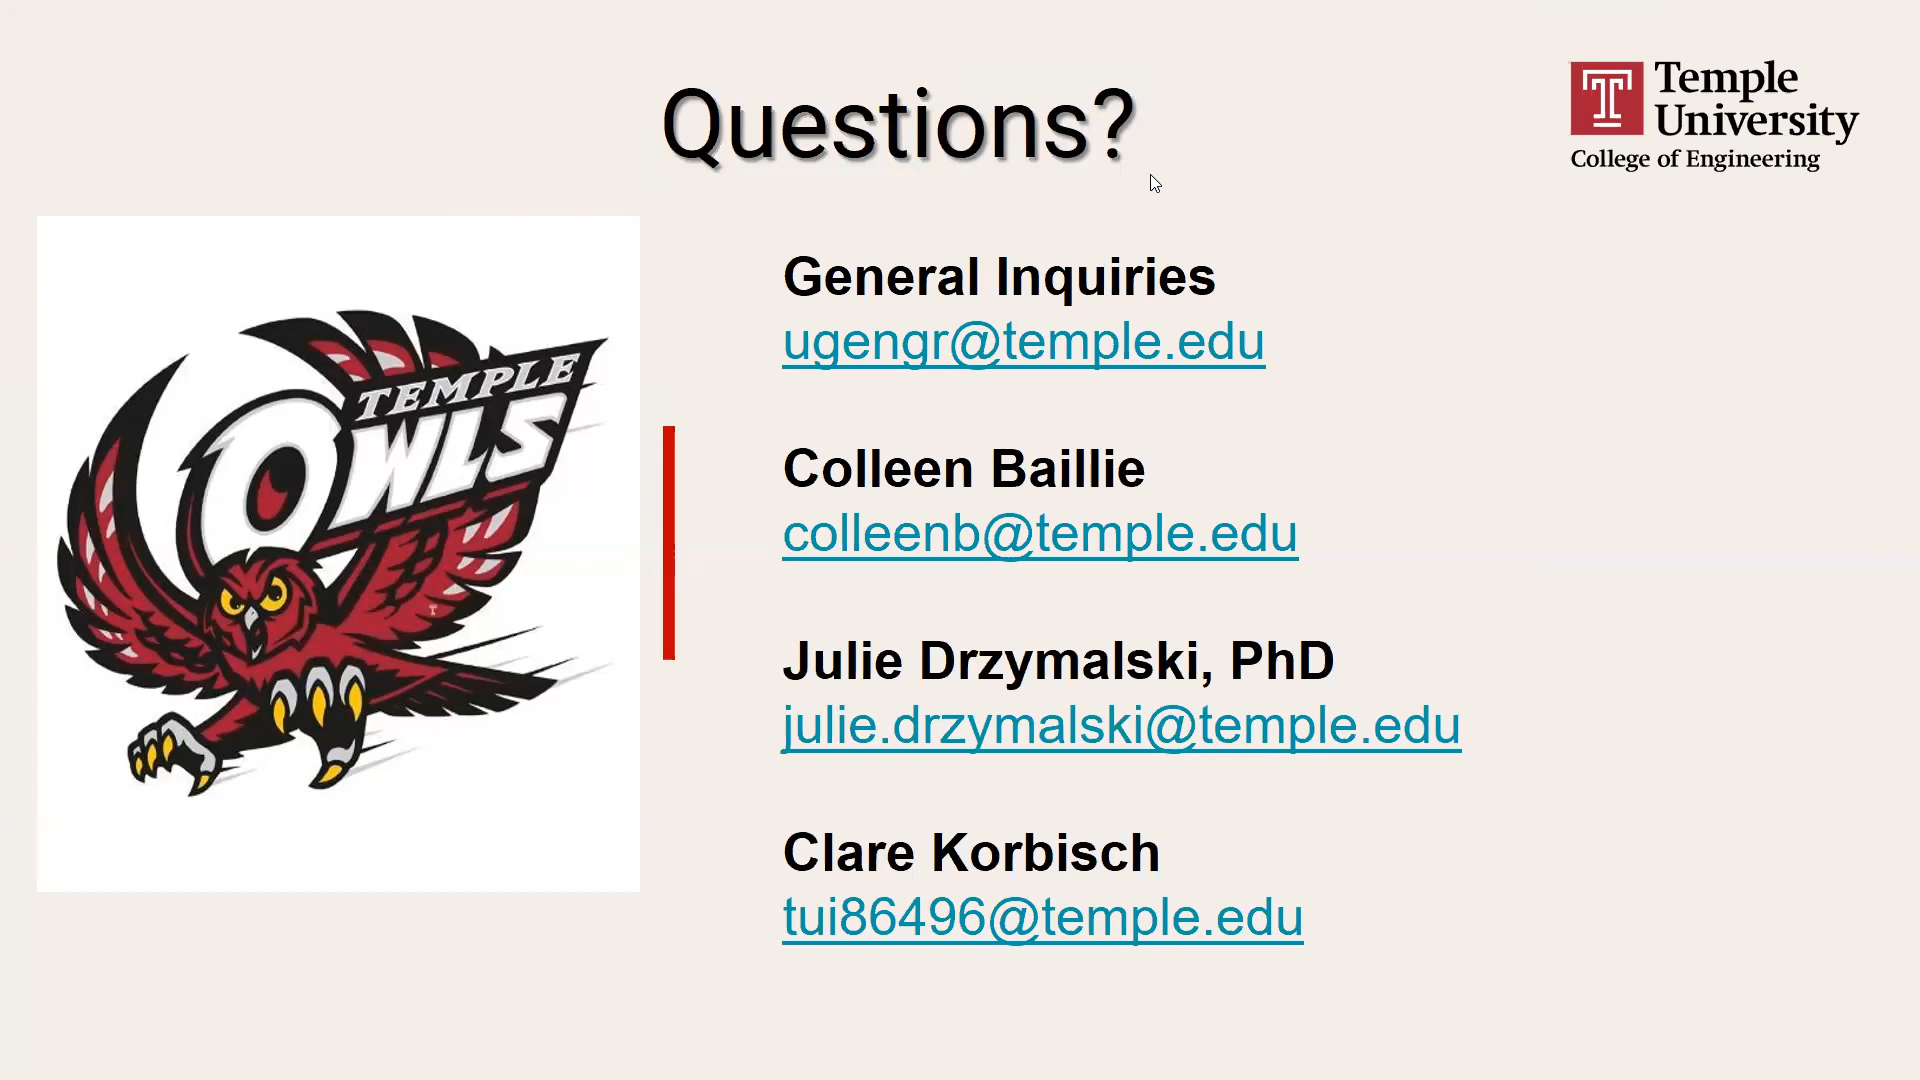 Questions?
Temple
University
College of Engineering
TEMPLE
OWLS
General Inquiries
ugengr@temple.edu
Colleen Baillie
colleenb@temple.edu
Julie Drzymalski, PhD
julie.drzymalski@temple.edu
Clare Korbisch
tui86496@temple.edu